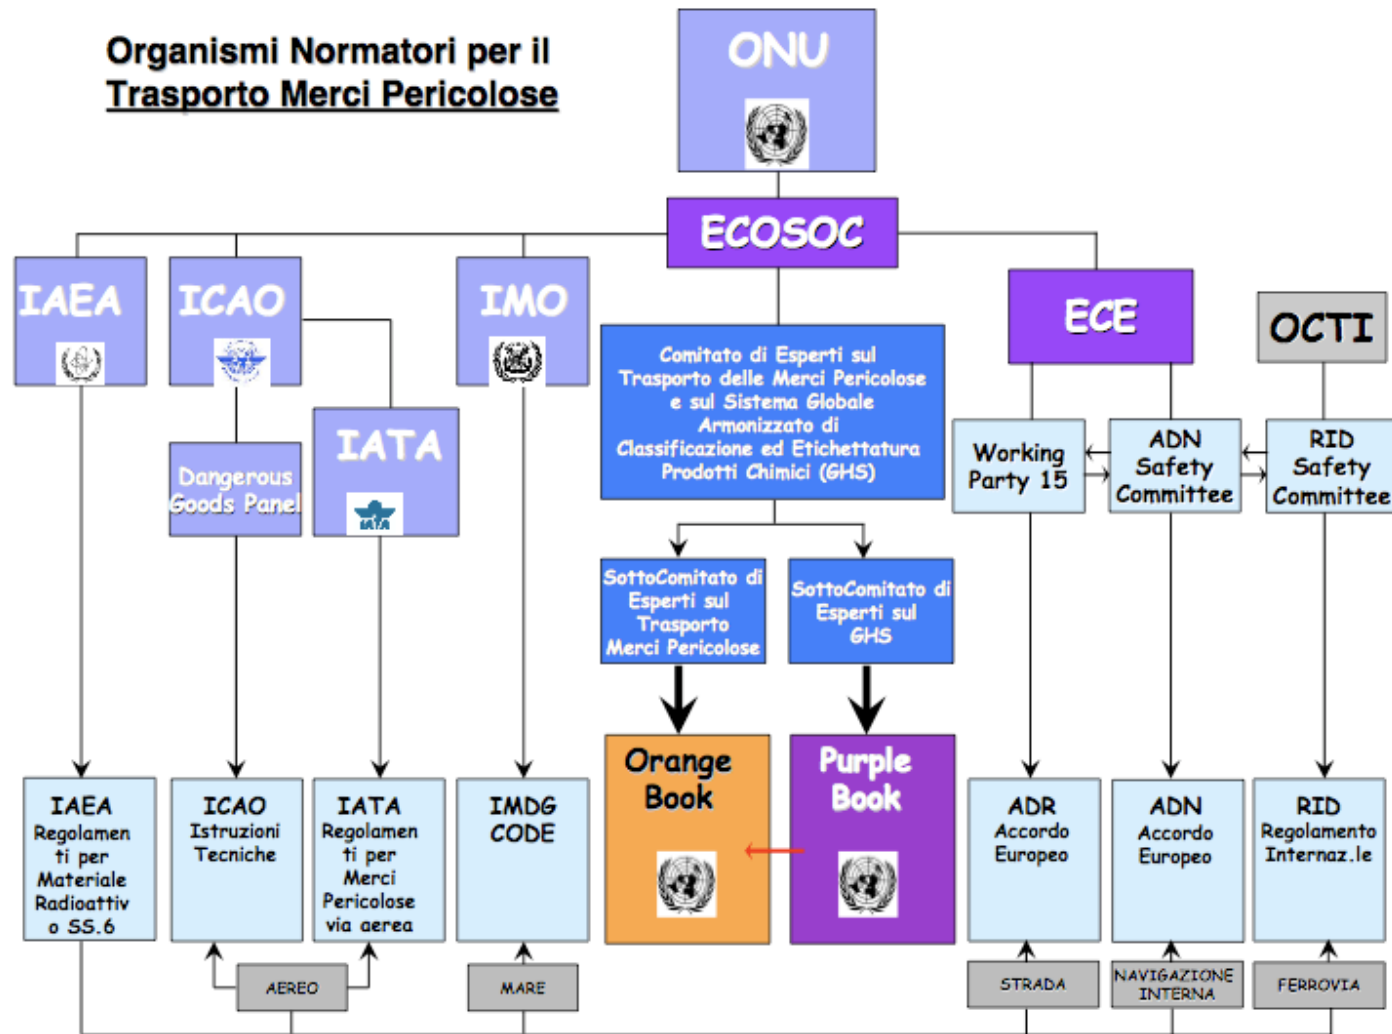 Organismi Normatori per il
Trasporto Merci Pericolose
ONU
ECOSOC
IAEA
ICAO
IMO
ECE
OCTI
Comitato di Esperti sul
Trasporto delle Merci Pericolose
e sul Sistema Globale
Armonizzato di
Classificazione ed Etichettatura
Prodotti Chimici (GHS)
IATA
IATA
Dangerous
Goods Panel
Working
Party 15
ADN
Safety
Committee
RID
Safety
Committee
SottoComitato di
Esperti sul
Trasporto
Merci Pericolose
SottoComitato di
Esperti sul
GHS
Orange
Book
Purple
Book
IAEA
Regolamen
ti per
Materiale
Radioattiv
o SS.6
ICAO
Istruzioni
Tecniche
IATA
Regolamen
ti per
Merci
Pericolose
via aerea
IMDG
CODE
ADR
Accordo
Europeo
ADN
Accordo
Europeo
RID
Regolamento
Internaz.le
AEREO
MARE
STRADA
NAVIGAZIONE
INTERNA
FERROVIA